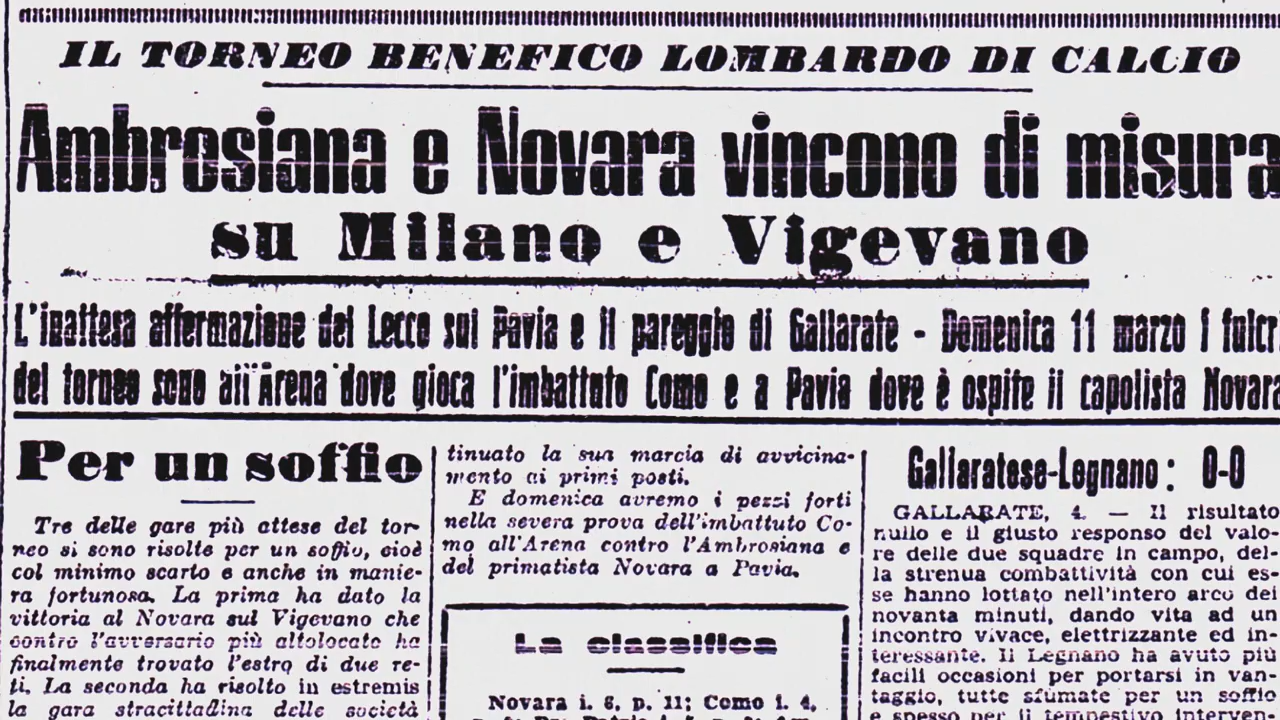 IL TORNEO BENEFICO LOMBARDO DI CALCIO
Ambrosiana e Novara vincono di misura
su Milano e Vigevano
L'inattesa affermazione del Lecco sul Pavia e il pareggio di Gallarate - Domenica 11 marzo i fulcri
del torneo sono all'Arena dove gioca l'imbattuto Como e a Pavia dove è ospite il capolista Novara
Per un soffio
Tre delle gare più attese del tor-
neo si sono risolte per un soffio, cioè
col minimo scarto e anche in manie-
ra fortunosa. La prima ha dato la
vittoria al Novara sul Vigevano che
contro l'avversario più altolocato ha
finalmente trovato l'estro di due re-
ti. La seconda ha risolto in estremis
la gara stracittadina delle società
tinuato la sua marcia di avvicina-
mento ai primi posti.
E domenica avremo i pezzi forti
nella severa prova dell'imbattuto Co-
mo all'Arena contro l'Ambrosiana e
del primatista Novara a Pavia.
La classifica
Novara i. 6, p. 11; Como i. 4,
Gallaratese-Legnano: 0-0
GALLARATE, 4. — Il risultato
nullo e il giusto responso del valo-
re delle due squadre in campo, del-
la strenua combattività con cui es-
se hanno lottato nell'intero arco dei
novanta minuti, dando vita ad un
incontro vivace, elettrizzante ed in-
teressante. Il Legnano ha avuto più
facili occasioni per portarsi in van-
taggio, tutte sfumate per un soffio
e spesso per il tempestivo interven-